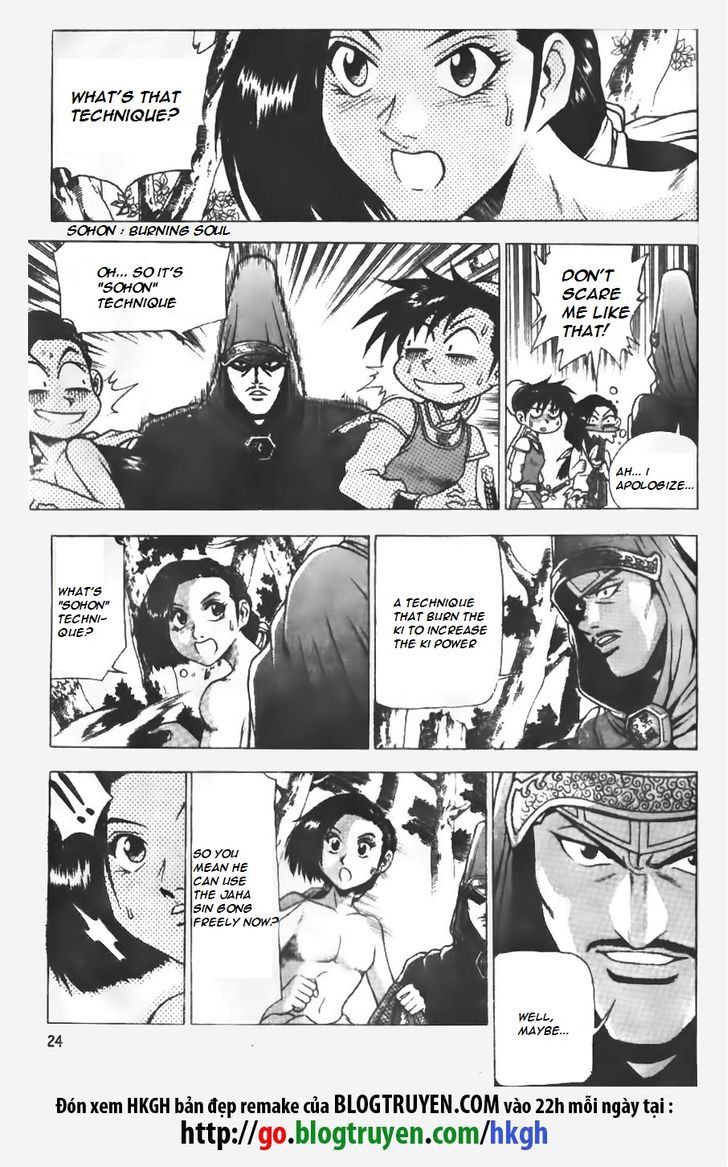 WHAT'S THAT
TECHNIQUE?
SOHON : BURNING SOUL
OH... SO IT'S
"SOHON"
TECHNIQUE
DON'T
SCARE
ME LIKE
THAT!
AH... I
APOLOGIZE...
WHAT'S
"SOHON"
TECHNI-
QUE?
A TECHNIQUE
THAT BURN THE
KI TO INCREASE
THE KI POWER
!!
SO YOU
MEAN HE
CAN USE
THE JAHA
SIN GONG
FREELY NOW?
WELL,
MAYBE...
24
Đón xem HKGH bản đẹp remake của BLOGTRUYEN.COM vào 22h mỗi ngày tại :
http://go.blogtruyen.com/hkgh